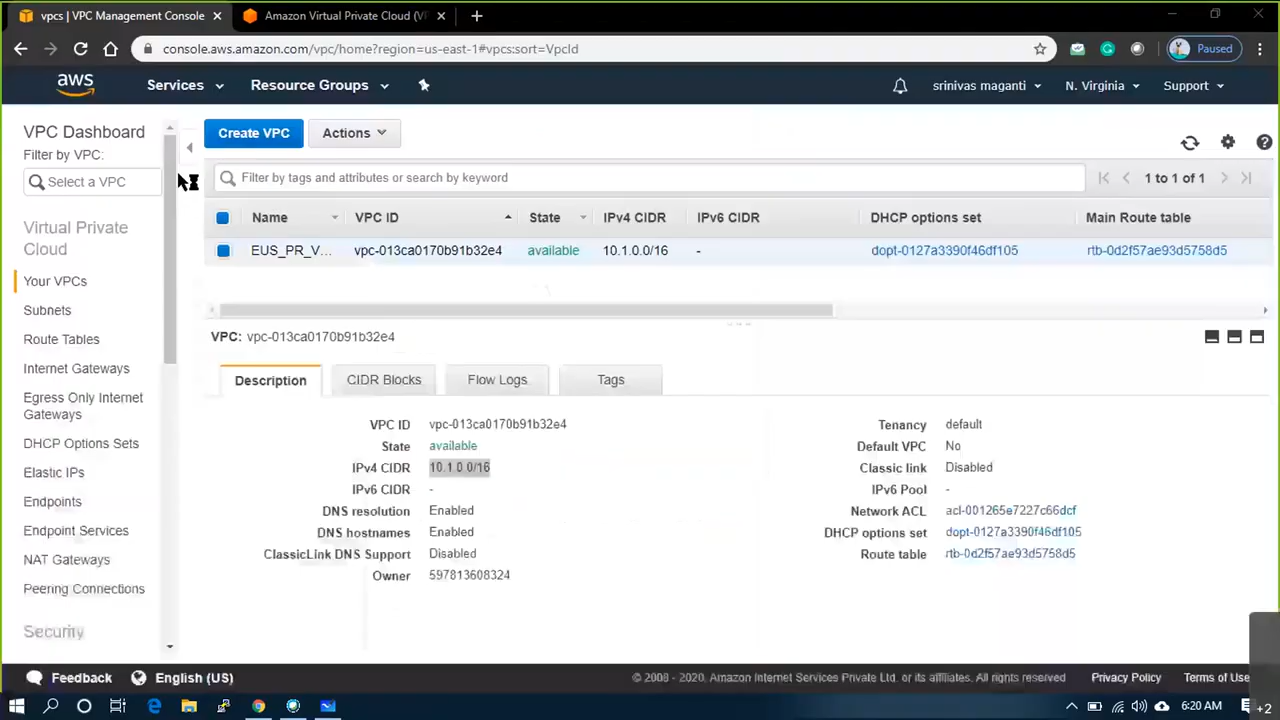 vpcs | VPC Management Console
Amazon Virtual Private Cloud (VP
console.aws.amazon.com/vpc/home?region=us-east-1#vpcs:sort=VpcId
Paused
aws
Services
Resource Groups
srinivas maganti
N. Virginia
Support
VPC Dashboard
Filter by VPC:
Select a VPC
Virtual Private
Cloud
Your VPCs
Subnets
Route Tables
Internet Gateways
Egress Only Internet
Gateways
DHCP Options Sets
Elastic IPs
Endpoints
Endpoint Services
NAT Gateways
Peering Connections
Security
Create VPC
Actions
Filter by tags and attributes or search by keyword
1 to 1 of 1
Name VPC ID State IPv4 CIDR IPv6 CIDR DHCP options set Main Route table
EUS_PR_V... vpc-013ca0170b91b32e4 available 10.1.0.0/16 - dopt-0127a3390f46df105 rtb-0d2f57ae93d5758d5
VPC: vpc-013ca0170b91b32e4
Description CIDR Blocks Flow Logs Tags
VPC ID vpc-013ca0170b91b32e4
State available
IPv4 CIDR 10.1.0.0/16
IPv6 CIDR -
DNS resolution Enabled
DNS hostnames Enabled
ClassicLink DNS Support Disabled
Owner 597813608324
Tenancy default
Default VPC No
Classic link Disabled
IPv6 Pool -
Network ACL acl-001265e7227c66dcf
DHCP options set dopt-0127a3390f46df105
Route table rtb-0d2f57ae93d5758d5
Feedback
English (US)
© 2008 - 2020, Amazon Internet Services Private Ltd. or its affiliates. All rights reserved
Privacy Policy
Terms of Use
6:20 AM
+2